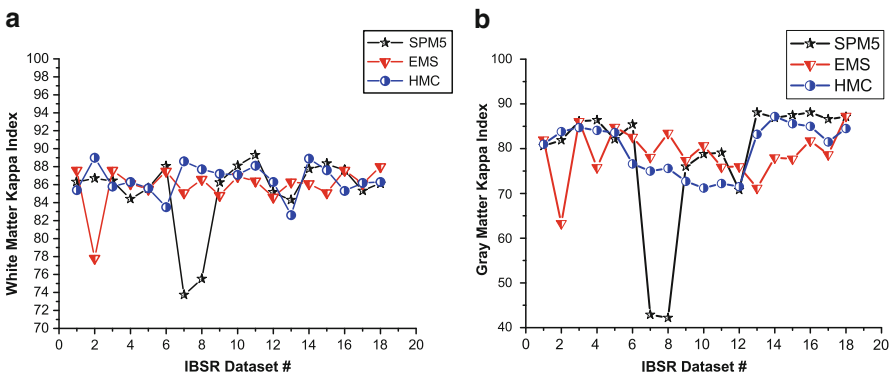 a
SPM5
EMS
HMC
100
98
96
94
92
90
88
86
84
82
80
78
76
74
72
70
White Matter Kappa Index
0 2 4 6 8 10 12 14 16 18 20
IBSR Dataset #
b
SPM5
EMS
HMC
100
90
80
70
60
50
40
Gray Matter Kappa Index
0 2 4 6 8 10 12 14 16 18 20
IBSR Dataset #